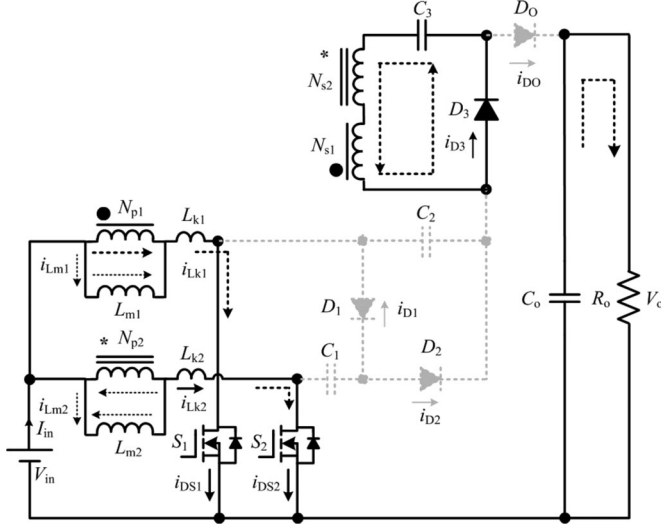 C3
DO
*
Ns2
iDO
D3
iD3
Ns1
Np1
Lk1
C2
iLm1
iLk1
Lm1
D1
iD1
Co
Ro
Vo
*
Np2
Lk2
C1
D2
iLm2
iLk2
iD2
Iin
Lm2
S1
S2
Vin
iDS1
iDS2